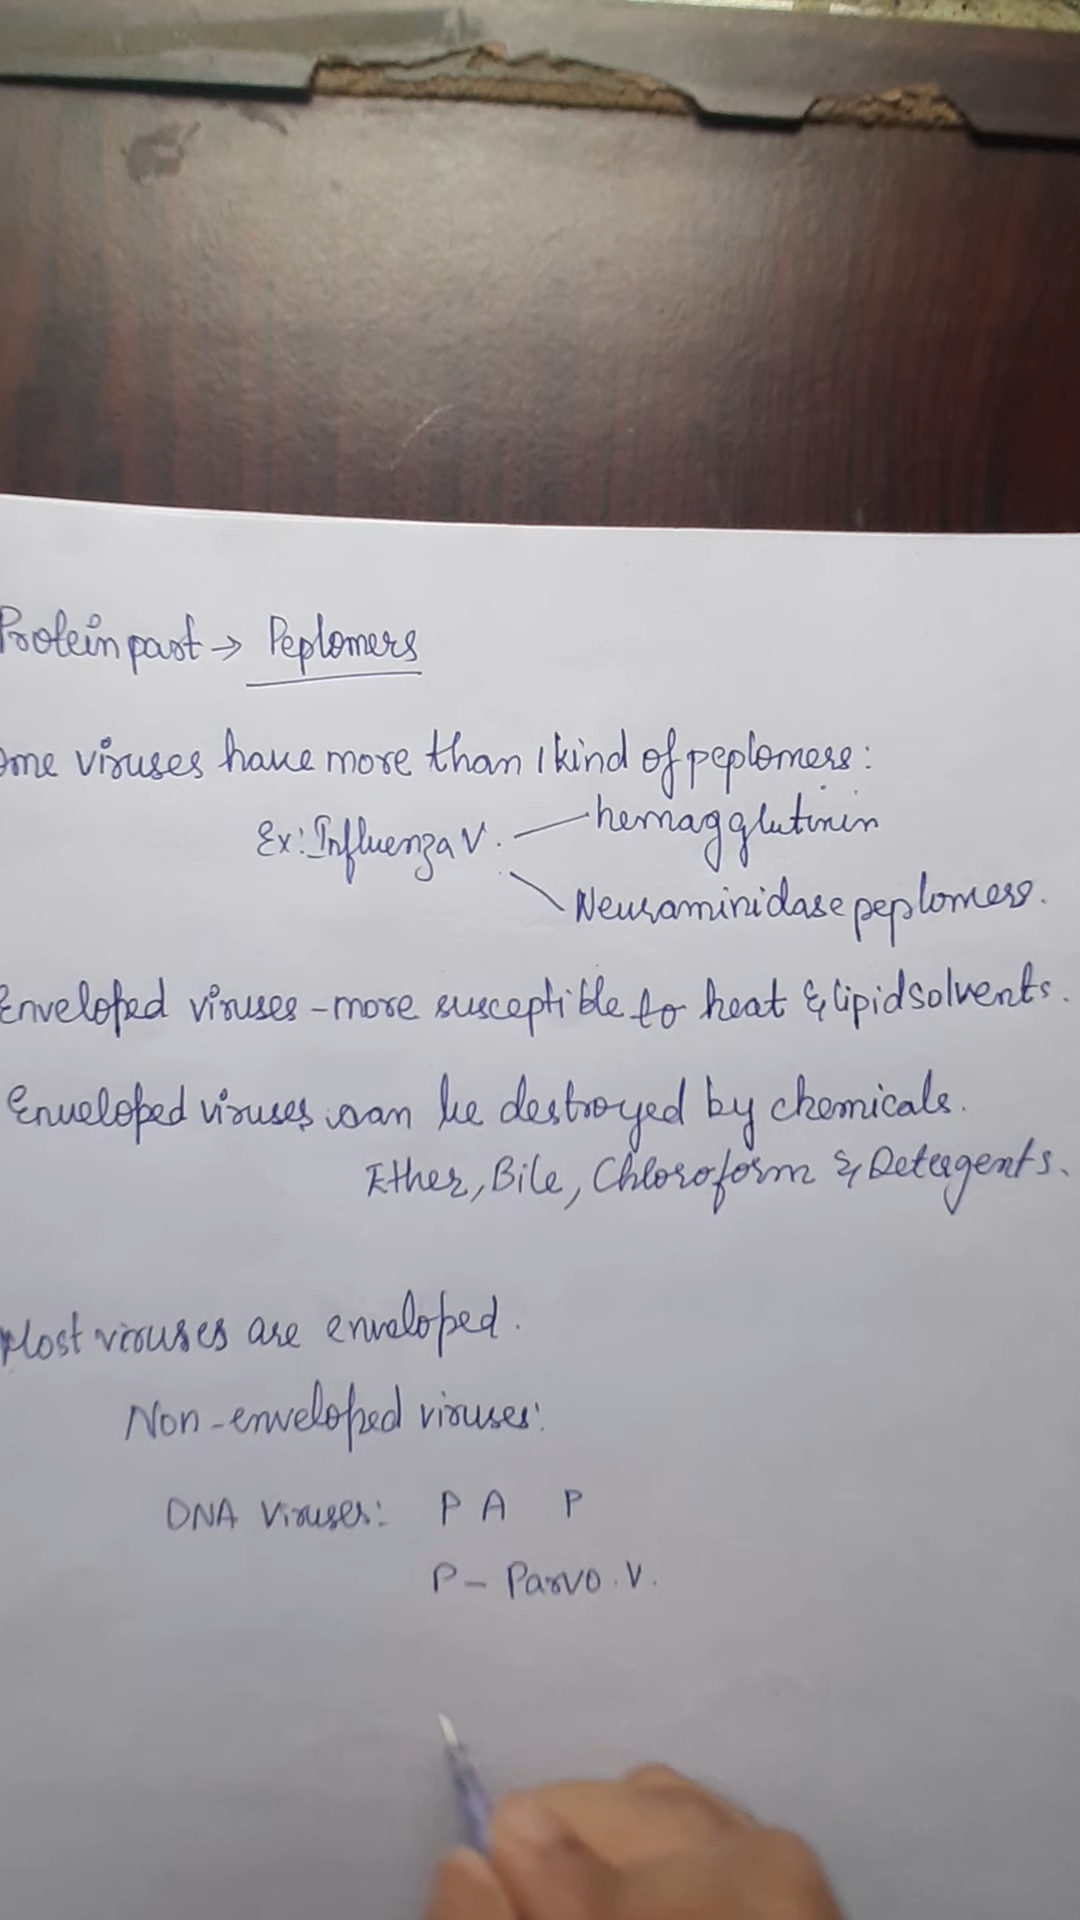 Protein part → Peplomers
ome viruses have more than 1 kind of peplomers:
hemagglutinin
Ex: Influenza V.
Neuraminidase peplomers.
Enveloped viruses - more susceptible to heat & lipid solvents.
Enveloped viruses can be destroyed by chemicals.
Ether, Bile, Chloroform & Detergents.
Most viruses are enveloped.
Non-enveloped viruses:
DNA Viruses: P A P
P - Parvo. V.